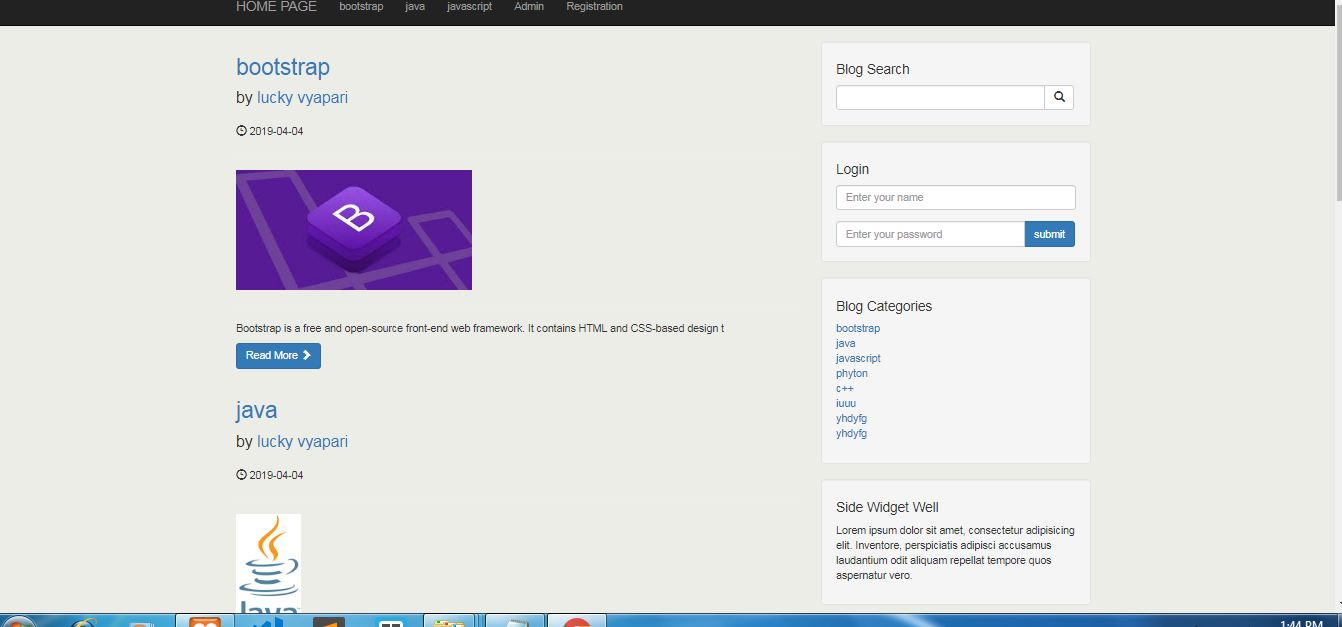 HOME PAGE bootstrap java javascript Admin Registration
bootstrap
by lucky vyapari
2019-04-04
B
Bootstrap is a free and open-source front-end web framework. It contains HTML and CSS-based design t
Read More
java
by lucky vyapari
2019-04-04
Java
Blog Search
Login
Enter your name
Enter your password
submit
Blog Categories
bootstrap
java
javascript
phyton
c++
iuuu
yhdyfg
yhdyfg
Side Widget Well
Lorem ipsum dolor sit amet, consectetur adipisicing
elit. Inventore, perspiciatis adipisci accusamus
laudantium odit aliquam repellat tempore quos
aspernatur vero.
1:44 PM